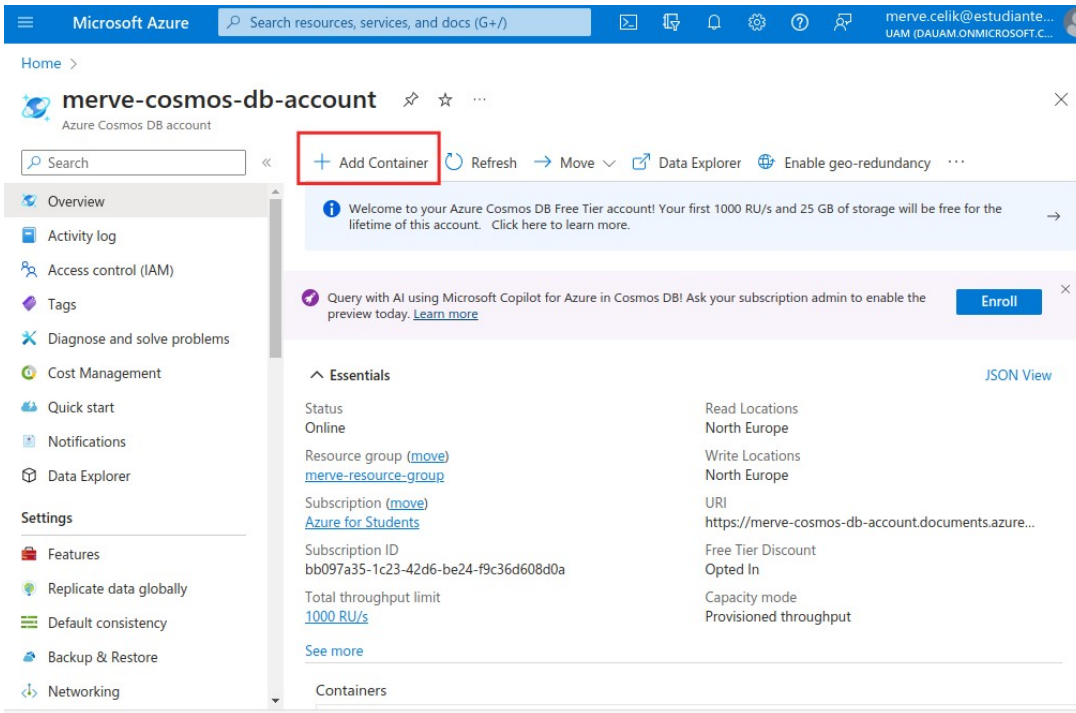 Microsoft Azure
Search resources, services, and docs (G+/)
merve.celik@estudiante...
UAM (DAUAM.ONMICROSOFT.C...
Home >
merve-cosmos-db-account
Azure Cosmos DB account
Search
Add Container
Refresh
Move
Data Explorer
Enable geo-redundancy
Overview
Activity log
Access control (IAM)
Tags
Diagnose and solve problems
Cost Management
Quick start
Notifications
Data Explorer
Settings
Features
Replicate data globally
Default consistency
Backup & Restore
Networking
Welcome to your Azure Cosmos DB Free Tier account! Your first 1000 RU/s and 25 GB of storage will be free for the
lifetime of this account. Click here to learn more.
Query with AI using Microsoft Copilot for Azure in Cosmos DB! Ask your subscription admin to enable the
preview today. Learn more
Enroll
Essentials
JSON View
Status
Online
Resource group (move)
merve-resource-group
Subscription (move)
Azure for Students
Subscription ID
bb097a35-1c23-42d6-be24-f9c36d608d0a
Total throughput limit
1000 RU/s
See more
Read Locations
North Europe
Write Locations
North Europe
URI
https://merve-cosmos-db-account.documents.azure...
Free Tier Discount
Opted In
Capacity mode
Provisioned throughput
Containers